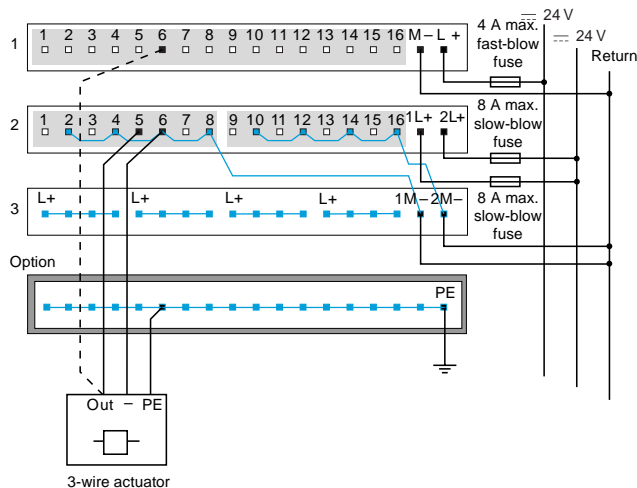 24 V
24 V
Return
1
1 2 3 4 5 6 7 8 9 10 11 12 13 14 15 16 M– L +
4 A max.
fast-blow
fuse
2
1 2 3 4 5 6 7 8 9 10 11 12 13 14 15 16 1L+ 2L+
8 A max.
slow-blow
fuse
3
L+ L+ L+ L+ 1M– 2M–
8 A max.
slow-blow
fuse
Option
PE
Out – PE
3-wire actuator